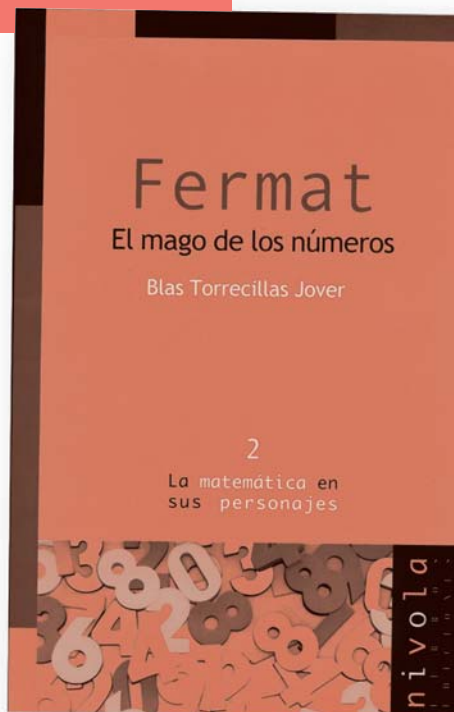 Fermat
El mago de los números
Blas Torrecillas Jover
2
La matemática en
sus personajes
nivola